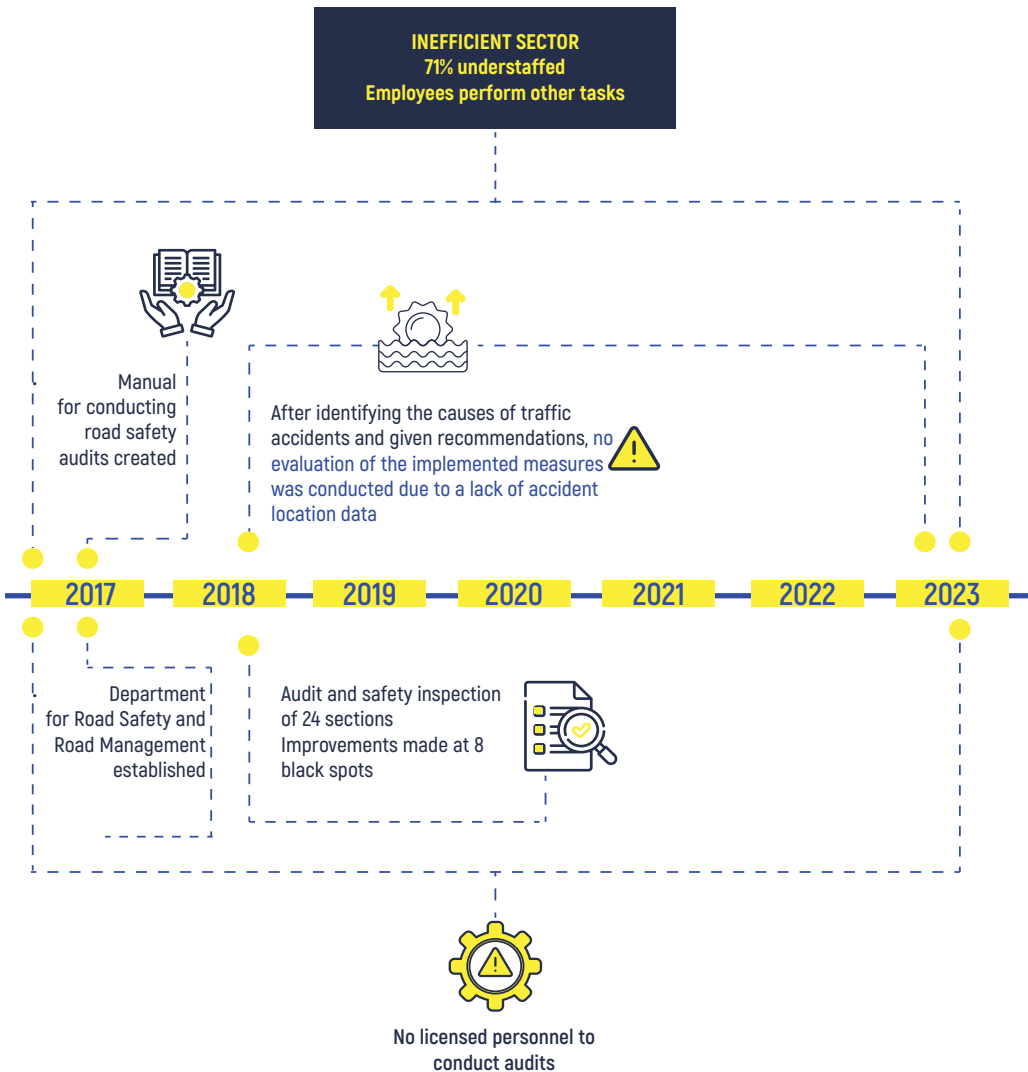 INEFFICIENT SECTOR
71% understaffed
Employees perform other tasks
Manual
for conducting
road safety
audits created
After identifying the causes of traffic
accidents and given recommendations, no
evaluation of the implemented measures
was conducted due to a lack of accident
location data
2017 2018 2019 2020 2021 2022 2023
Department
for Road Safety and
Road Management
established
Audit and safety inspection
of 24 sections
Improvements made at 8
black spots
No licensed personnel to
conduct audits